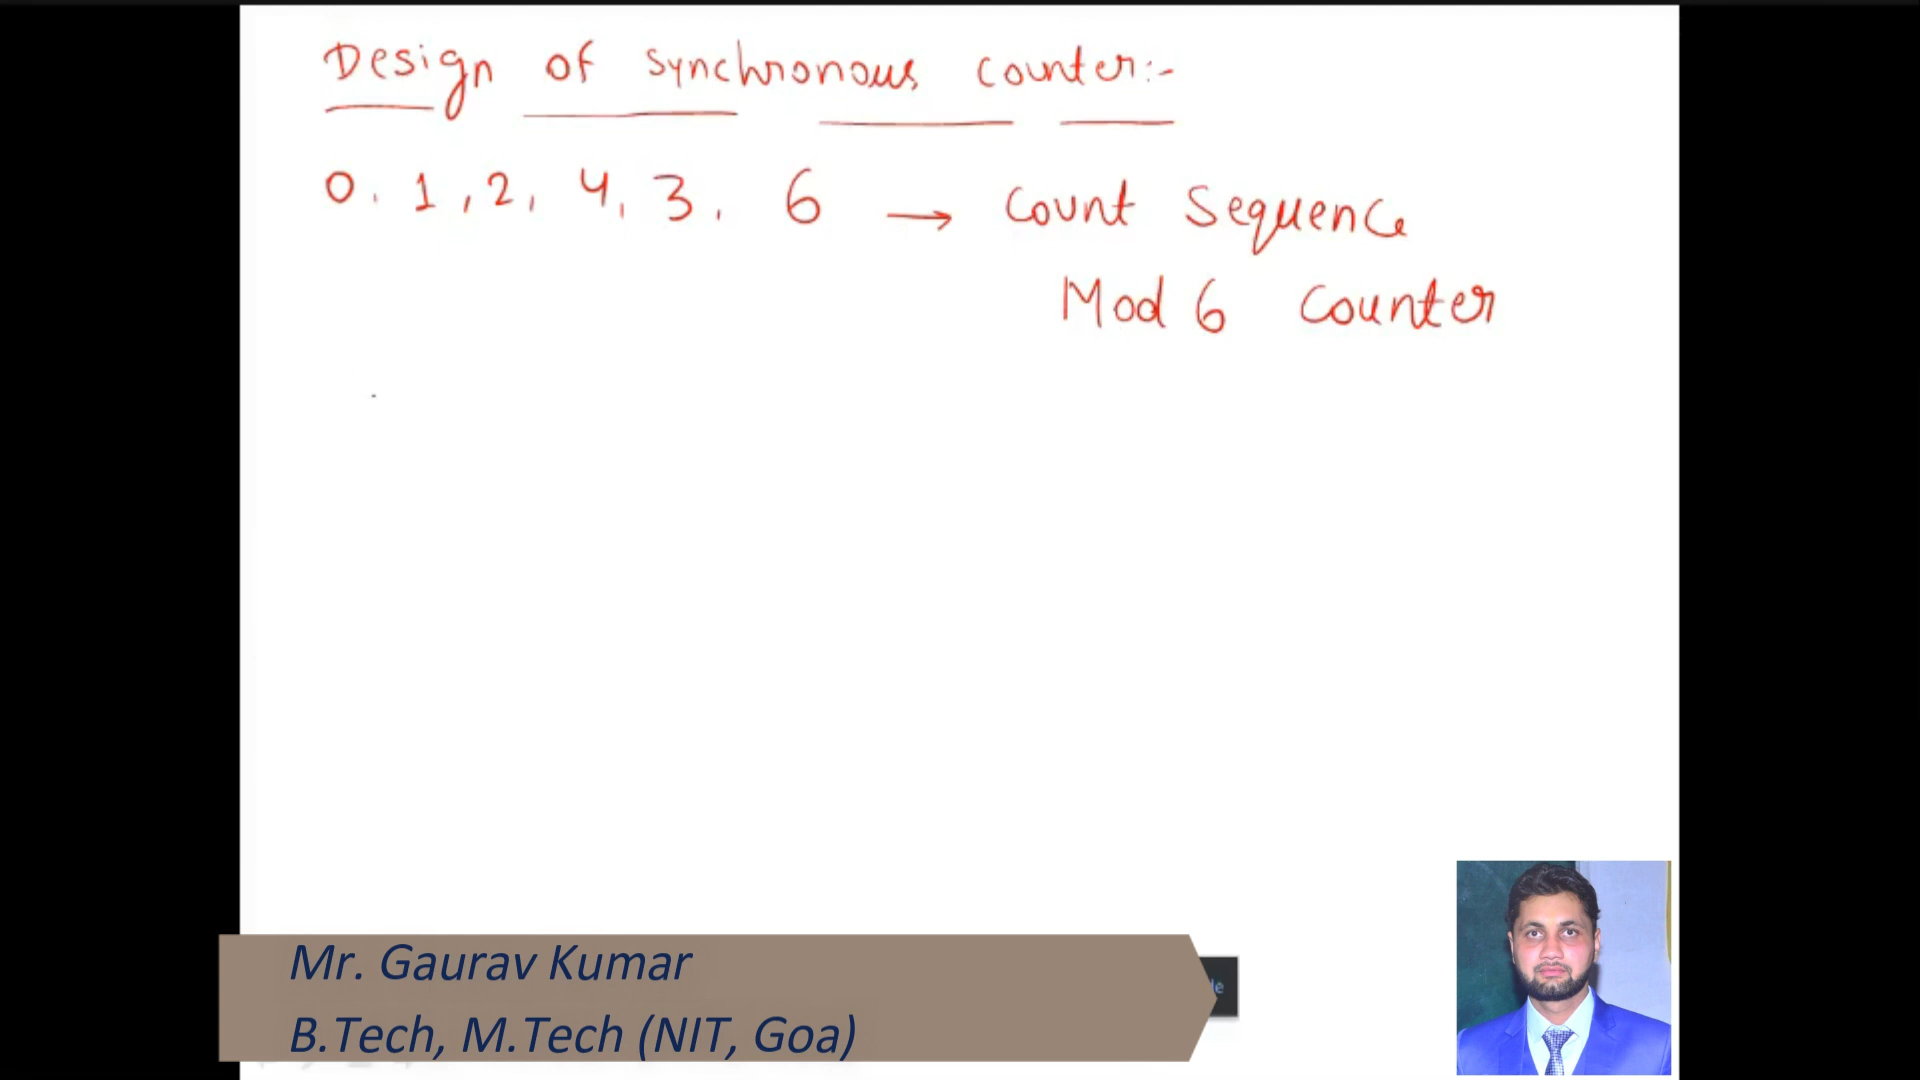 Design of synchronous counter:-
0, 1, 2, 4, 3, 6 → Count Sequence
Mod 6 Counter
Mr. Gaurav Kumar
B.Tech, M.Tech (NIT, Goa)